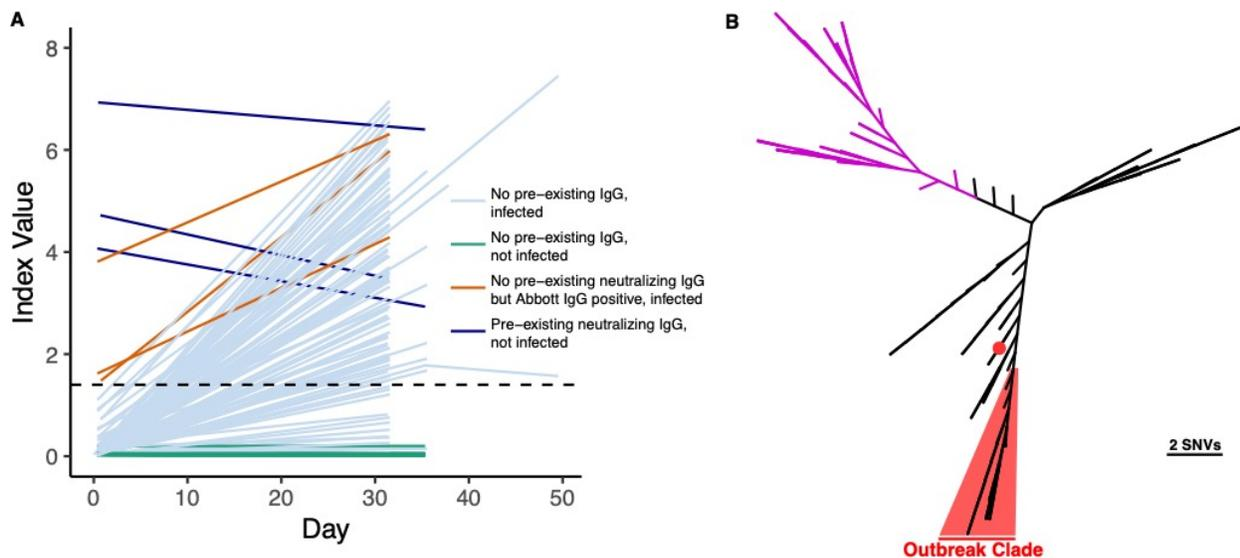 A
8
6
4
2
0
Index Value
0 10 20 30 40 50
Day
No pre-existing IgG,
infected
No pre-existing IgG,
not infected
No pre-existing neutralizing IgG
but Abbott IgG positive, infected
Pre-existing neutralizing IgG,
not infected
B
2 SNVs
Outbreak Clade